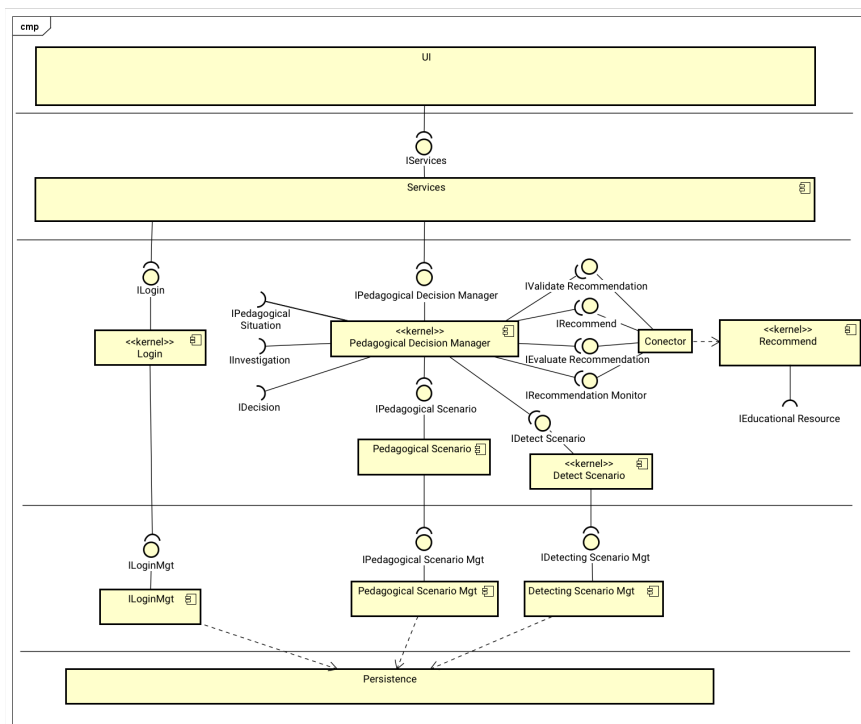 cmp
UI
IServices
Services
ILogin
IPedagogical Decision Manager
IValidate Recommendation
IPedagogical
Situation
IRecommend
<<kernel>>
Login
<<kernel>>
Pedagogical Decision Manager
Conector
<<kernel>>
Recommend
IInvestigation
IEvaluate Recommendation
IDecision
IPedagogical Scenario
IRecommendation Monitor
IEducational Resource
IDetect Scenario
Pedagogical Scenario
<<kernel>>
Detect Scenario
ILoginMgt
IPedagogical Scenario Mgt
IDetecting Scenario Mgt
ILoginMgt
Pedagogical Scenario Mgt
Detecting Scenario Mgt
Persistence